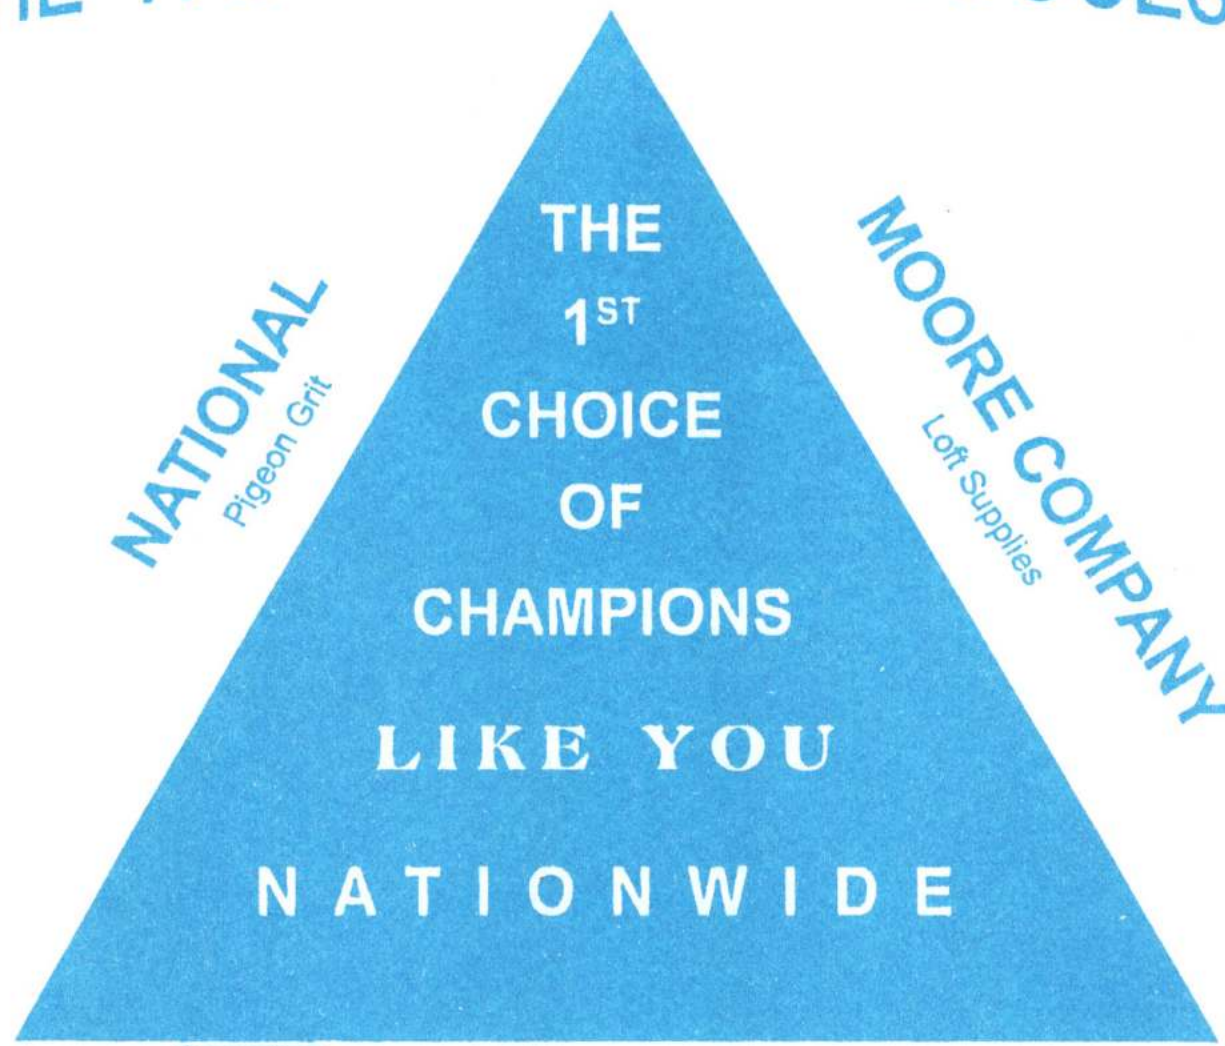 NATIONAL
Pigeon Grit
MOORE COMPANY
Loft Supplies
THE
1ST
CHOICE
OF
CHAMPIONS
LIKE YOU
NATIONWIDE